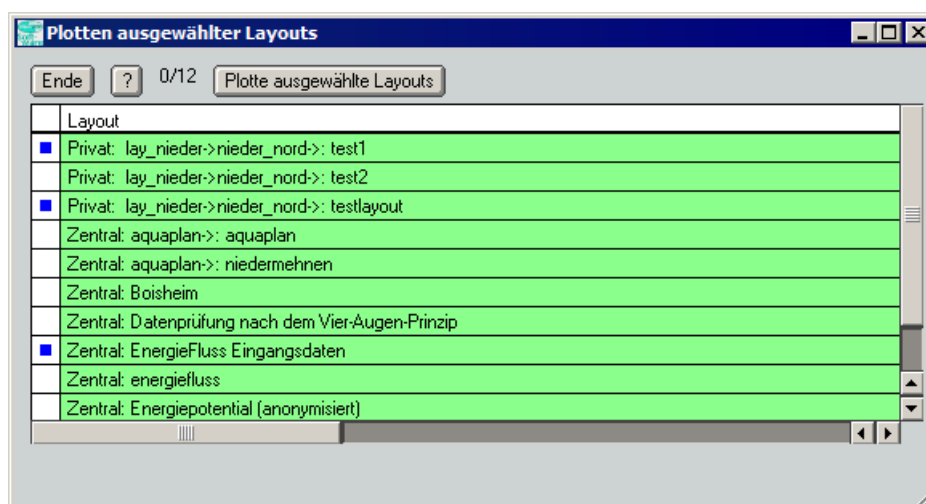 Plotten ausgewählter Layouts
Ende ? 0/12 Plotte ausgewählte Layouts
Layout
Privat: lay_nieder->nieder_nord->: test1
Privat: lay_nieder->nieder_nord->: test2
Privat: lay_nieder->nieder_nord->: testlayout
Zentral: aquaplan->: aquaplan
Zentral: aquaplan->: niedermehnen
Zentral: Boisheim
Zentral: Datenprüfung nach dem Vier-Augen-Prinzip
Zentral: EnergieFluss Eingangsdaten
Zentral: energiefluss
Zentral: Energiepotential (anonymisiert)